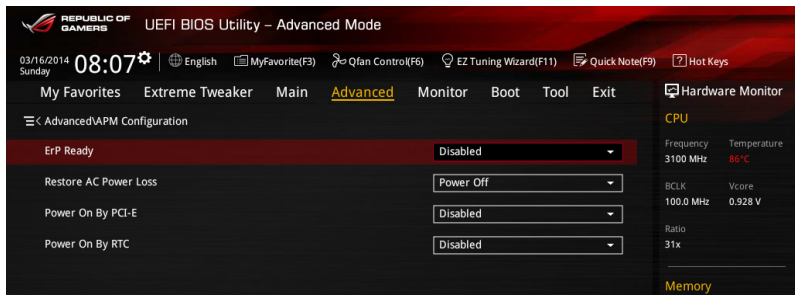 REPUBLIC OF
GAMERS
UEFI BIOS Utility – Advanced Mode
03/16/2014
Sunday
08:07
English
MyFavorite(F3)
Qfan Control(F6)
EZ Tuning Wizard(F11)
Quick Note(F9)
? Hot Keys
My Favorites
Extreme Tweaker
Main
Advanced
Monitor
Boot
Tool
Exit
Hardware Monitor
< Advanced\APM Configuration
ErP Ready Disabled
Restore AC Power Loss Power Off
Power On By PCI-E Disabled
Power On By RTC Disabled
CPU
Frequency Temperature
3100 MHz 86°C
BCLK Vcore
100.0 MHz 0.928 V
Ratio
31x
Memory